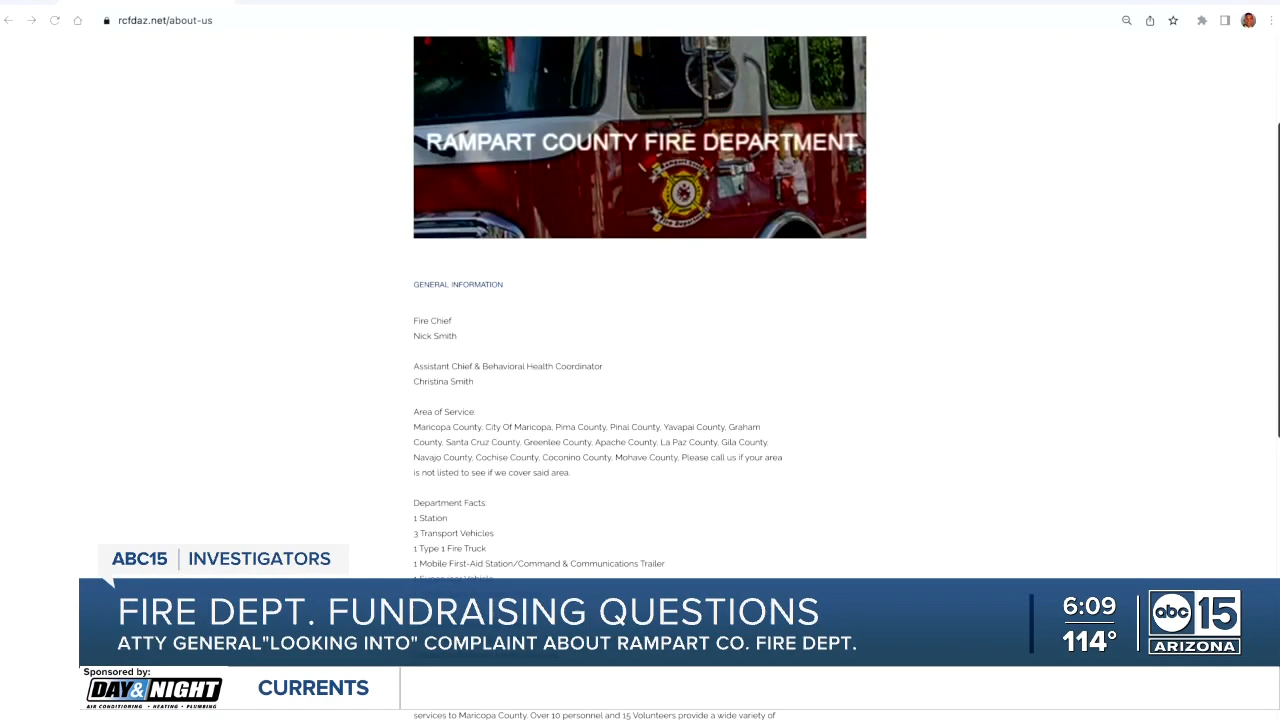 rcfdaz.net/about-us
RAMPART COUNTY FIRE DEPARTMENT
GENERAL INFORMATION
Fire Chief
Nick Smith
Assistant Chief & Behavioral Health Coordinator
Christina Smith
Area of Service:
Maricopa County, City Of Maricopa, Pima County, Pinal County, Yavapai County, Graham
County, Santa Cruz County, Greenlee County, Apache County, La Paz County, Gila County,
Navajo County, Cochise County, Coconino County, Mohave County, Please call us if your area
is not listed to see if we cover said area.
Department Facts:
1 Station
3 Transport Vehicles
1 Type 1 Fire Truck
1 Mobile First-Aid Station/Command & Communications Trailer
ABC15 | INVESTIGATORS
FIRE DEPT. FUNDRAISING QUESTIONS
ATTY GENERAL"LOOKING INTO" COMPLAINT ABOUT RAMPART CO. FIRE DEPT.
6:09
114°
abc 15
ARIZONA
Sponsored by:
DAY & NIGHT
AIR CONDITIONING • HEATING • PLUMBING
CURRENTS
services to Maricopa County. Over 10 personnel and 15 Volunteers provide a wide variety of